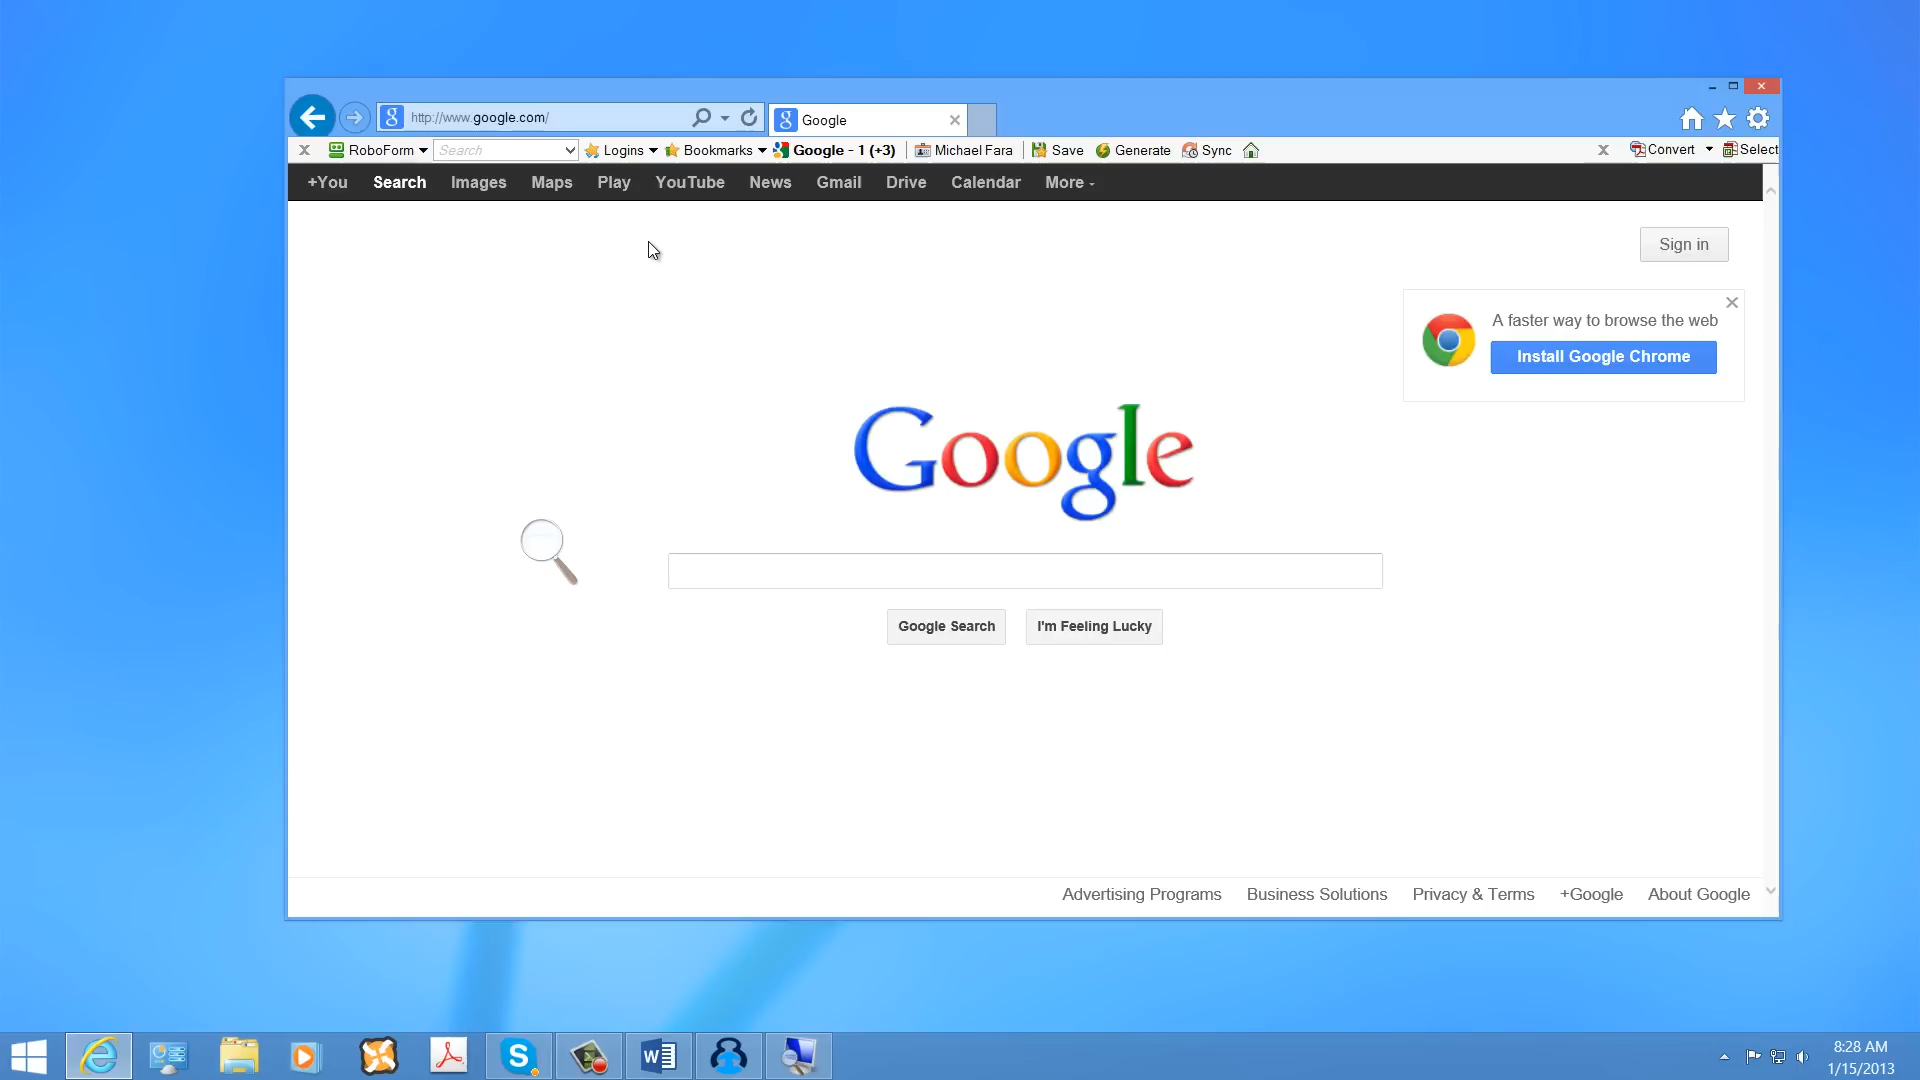 http://www.google.com/
Google
RoboForm Search Logins Bookmarks Google - 1 (+3) Michael Fara Save Generate Sync Convert Select
+You Search Images Maps Play YouTube News Gmail Drive Calendar More
Sign in
A faster way to browse the web
Install Google Chrome
Google
Google Search I'm Feeling Lucky
Advertising Programs Business Solutions Privacy & Terms +Google About Google
8:28 AM
1/15/2013